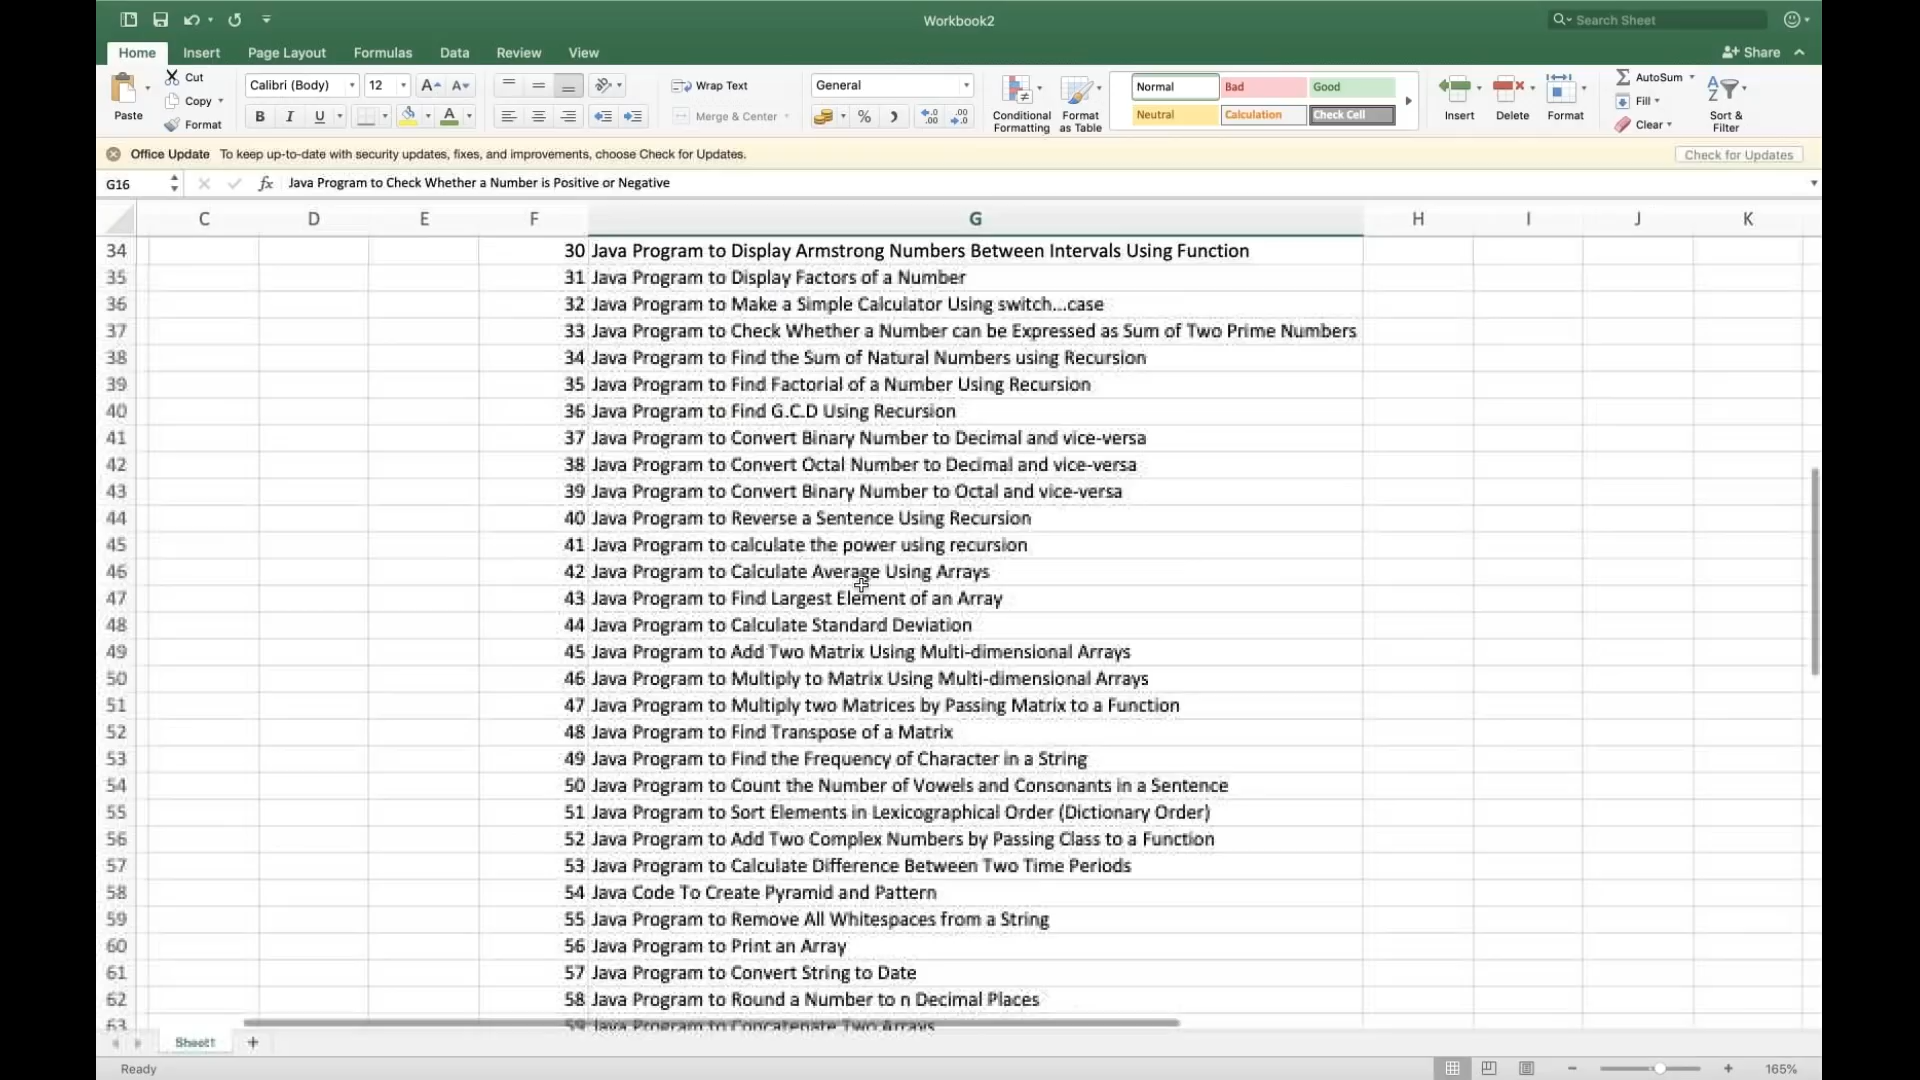 Workbook2
Search Sheet
Home Insert Page Layout Formulas Data Review View
Share
Paste
Cut
Copy
Format
Calibri (Body) 12
B I U
Wrap Text
Merge & Center
General
Conditional Formatting
Format as Table
Normal Bad Good
Neutral Calculation Check Cell
Insert Delete Format
AutoSum
Fill
Clear
Sort & Filter
Office Update To keep up-to-date with security updates, fixes, and improvements, choose Check for Updates.
Check for Updates
G16 fx Java Program to Check Whether a Number is Positive or Negative
C D E F G H I J K
34 30 Java Program to Display Armstrong Numbers Between Intervals Using Function
35 31 Java Program to Display Factors of a Number
36 32 Java Program to Make a Simple Calculator Using switch...case
37 33 Java Program to Check Whether a Number can be Expressed as Sum of Two Prime Numbers
38 34 Java Program to Find the Sum of Natural Numbers using Recursion
39 35 Java Program to Find Factorial of a Number Using Recursion
40 36 Java Program to Find G.C.D Using Recursion
41 37 Java Program to Convert Binary Number to Decimal and vice-versa
42 38 Java Program to Convert Octal Number to Decimal and vice-versa
43 39 Java Program to Convert Binary Number to Octal and vice-versa
44 40 Java Program to Reverse a Sentence Using Recursion
45 41 Java Program to calculate the power using recursion
46 42 Java Program to Calculate Average Using Arrays
47 43 Java Program to Find Largest Element of an Array
48 44 Java Program to Calculate Standard Deviation
49 45 Java Program to Add Two Matrix Using Multi-dimensional Arrays
50 46 Java Program to Multiply to Matrix Using Multi-dimensional Arrays
51 47 Java Program to Multiply two Matrices by Passing Matrix to a Function
52 48 Java Program to Find Transpose of a Matrix
53 49 Java Program to Find the Frequency of Character in a String
54 50 Java Program to Count the Number of Vowels and Consonants in a Sentence
55 51 Java Program to Sort Elements in Lexicographical Order (Dictionary Order)
56 52 Java Program to Add Two Complex Numbers by Passing Class to a Function
57 53 Java Program to Calculate Difference Between Two Time Periods
58 54 Java Code To Create Pyramid and Pattern
59 55 Java Program to Remove All Whitespaces from a String
60 56 Java Program to Print an Array
61 57 Java Program to Convert String to Date
62 58 Java Program to Round a Number to n Decimal Places
63 59 Java Program to Concatenate Two Arrays
Sheet1
Ready
165%